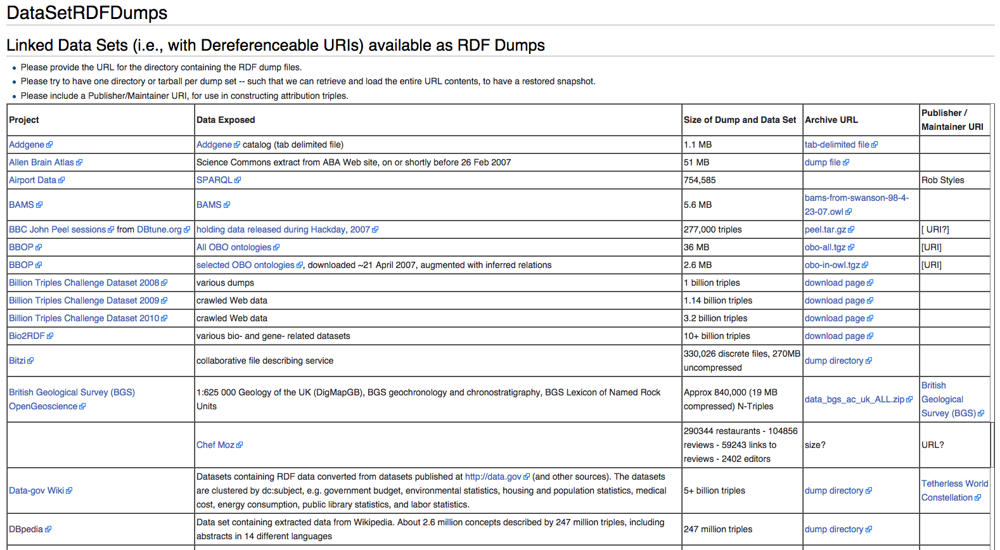 DataSetRDFDumps
Linked Data Sets (i.e., with Dereferenceable URIs) available as RDF Dumps
Please provide the URL for the directory containing the RDF dump files.
Please try to have one directory or tarball per dump set -- such that we can retrieve and load the entire URL contents, to have a restored snapshot.
Please include a Publisher/Maintainer URI, for use in constructing attribution triples.
Project Data Exposed Size of Dump and Data Set Archive URL Publisher / Maintainer URI
Addgene Addgene catalog (tab delimited file) 1.1 MB tab-delimited file
Allen Brain Atlas Science Commons extract from ABA Web site, on or shortly before 26 Feb 2007 51 MB dump file
Airport Data SPARQL 754,585 Rob Styles
BAMS BAMS 5.6 MB bams-from-swanson-98-4-
23-07.owl
BBC John Peel sessions from DBtune.org holding data released during Hackday, 2007 277,000 triples peel.tar.gz [ URI?]
BBOP All OBO ontologies 36 MB obo-all.tgz [URI]
BBOP selected OBO ontologies, downloaded ~21 April 2007, augmented with inferred relations 2.6 MB obo-in-owl.tgz [URI]
Billion Triples Challenge Dataset 2008 various dumps 1 billion triples download page
Billion Triples Challenge Dataset 2009 crawled Web data 1.14 billion triples download page
Billion Triples Challenge Dataset 2010 crawled Web data 3.2 billion triples download page
Bio2RDF various bio- and gene- related datasets 10+ billion triples download page
Bitzi collaborative file describing service 330,026 discrete files, 270MB
uncompressed dump directory
British Geological Survey (BGS)
OpenGeoscience 1:625 000 Geology of the UK (DigMapGB), BGS geochronology and chronostratigraphy, BGS Lexicon of Named Rock
Units Approx 840,000 (19 MB
compressed) N-Triples data_bgs_ac_uk_ALL.zip British
Geological
Survey (BGS)
Chef Moz 290344 restaurants - 104856
reviews - 59243 links to
reviews - 2402 editors size? URL?
Data-gov Wiki Datasets containing RDF data converted from datasets published at http://data.gov (and other sources). The datasets
are clustered by dc:subject, e.g. government budget, environmental statistics, housing and population statistics, medical
cost, energy consumption, public library statistics, and labor statistics. 5+ billion triples dump directory Tetherless World
Constellation
DBpedia Data set containing extracted data from Wikipedia. About 2.6 million concepts described by 247 million triples, including
abstracts in 14 different languages 247 million triples dump directory